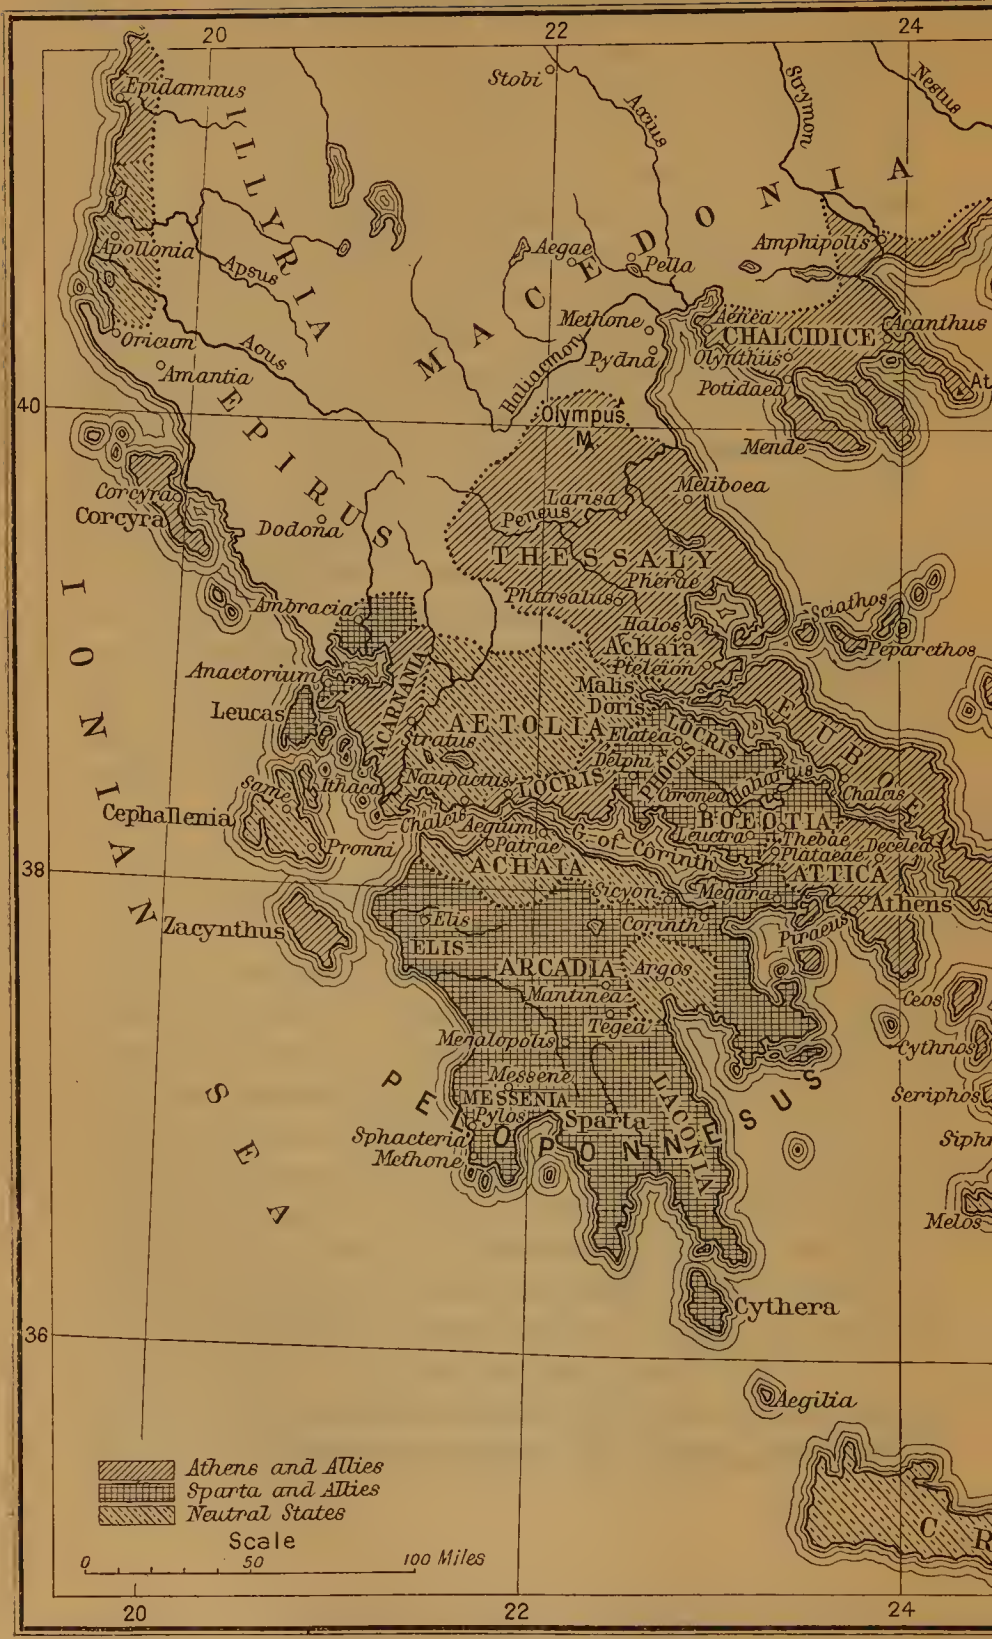 20
22
24
Epidamnus
Stobi
Axius
Strymon
Nestus
ILLYRIA
MACEDONIA
Apollonia
Apsus
Aegae
Pella
Amphipolis
Oricum
Aous
Amantia
Methone
Pydna
Haliacmon
Aenea
CHALCIDICE
Acanthus
Olynthus
Potidaea
At
Mende
40
EPIRUS
Olympus
M
Corcyra
Corcyra
Dodona
Larisa
Peneus
Meliboea
THESSALY
Pherae
Pharsalus
Sciathos
Peparethos
Ambracia
Halos
Achaia
Pteleion
Anactorium
Leucas
ACARNANIA
AETOLIA
Malis
Doris
Elatea
LOCRIS
EUBOEA
Stratus
Delphi
PHOCIS
Haliartus
Coronea
Chalcis
Same
Ithaca
Naupactus
LOCRIS
Cephallenia
Pronni
Chalcis
Aegium
G. of Corinth
BOEOTIA
Leuctra
Thebae
Plataeae
Decelea
Patrae
ACHAIA
ATTICA
38
Sicyon
Megara
Athens
Zacynthus
Elis
ELIS
Corinth
Piraeus
ARCADIA
Argos
Mantinea
Tegea
Ceos
Cythnos
Megalopolis
Messene
MESSENIA
Pylos
Sphacteria
Methone
Sparta
LACONIA
PELOPONNESUS
Seriphos
Siphn
Melos
IONIAN
SEA
Cythera
36
Aegilia
CR
Athens and Allies
Sparta and Allies
Neutral States
Scale
0 50 100 Miles
20
22
24